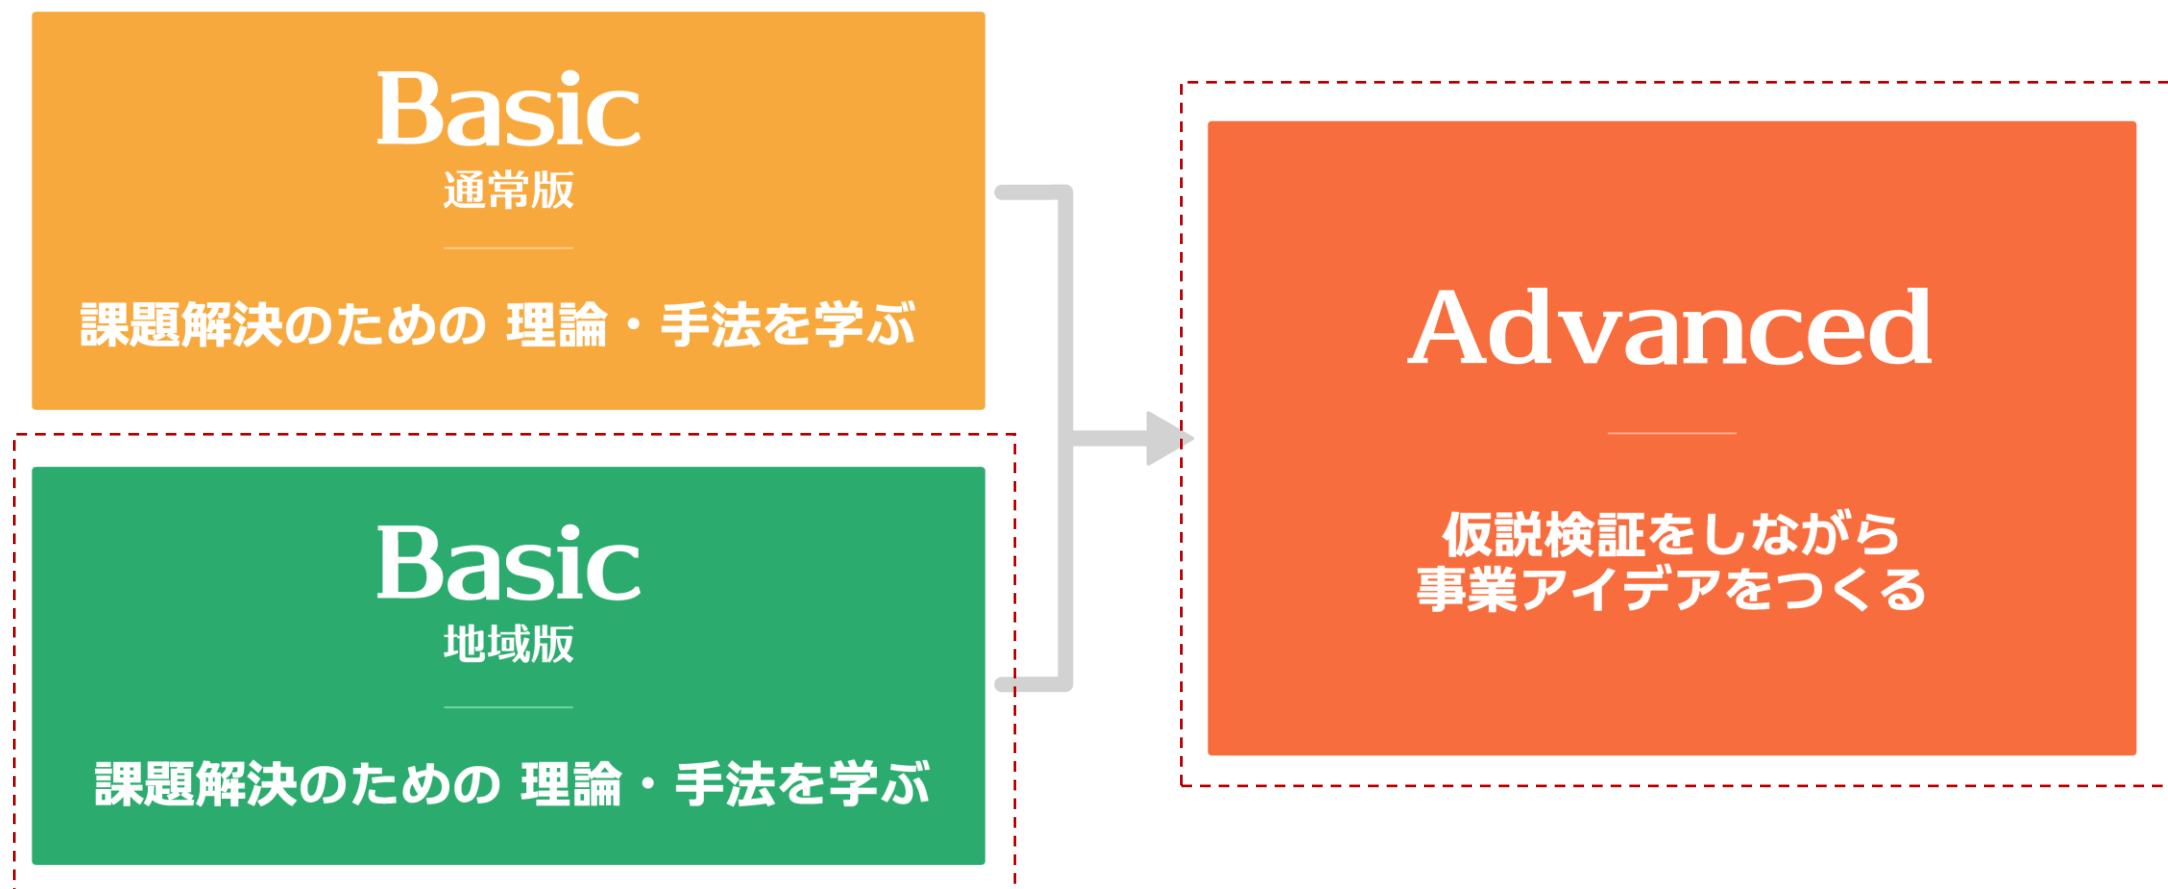 Basic
通常版
課題解決のための 理論・手法を学ぶ
Basic
地域版
課題解決のための 理論・手法を学ぶ
Advanced
仮説検証をしながら
事業アイデアをつくる